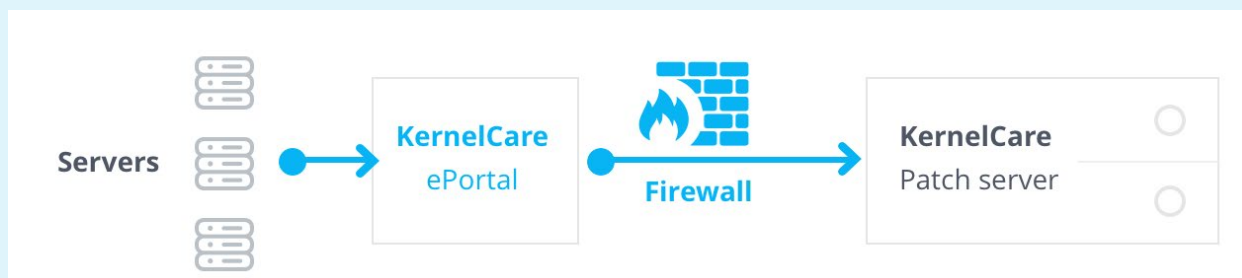 Servers
KernelCare
ePortal
Firewall
KernelCare
Patch server